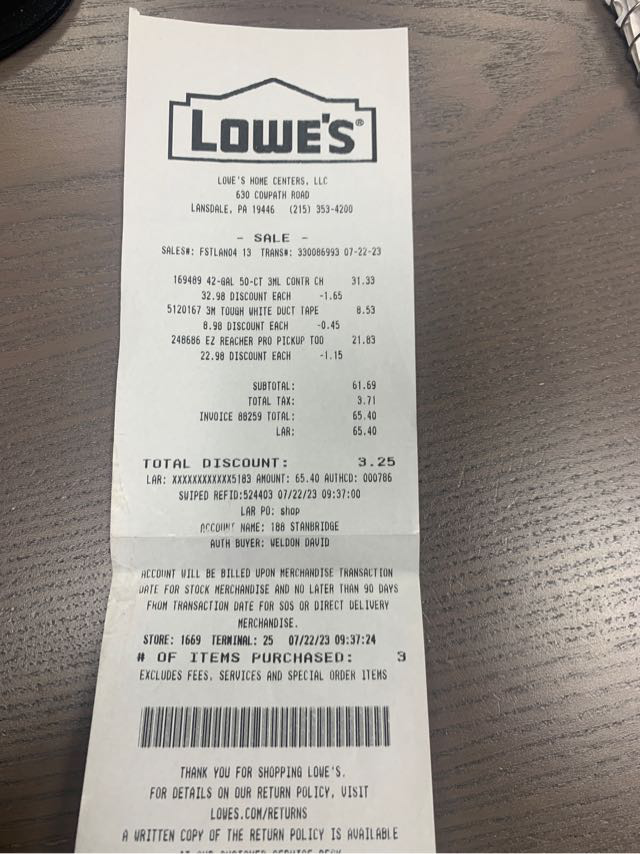 LOWE'S®
LOWE'S HOME CENTERS, LLC
630 COWPATH ROAD
LANSDALE, PA 19446 (215) 353-4200
- SALE -
SALES#: FSTLAN04 13 TRANS#: 330086993 07-22-23
169489 42-GAL 50-CT 3ML CONTR CH 31.33
32.98 DISCOUNT EACH -1.65
5120167 3M TOUGH WHITE DUCT TAPE 8.53
8.98 DISCOUNT EACH -0.45
248686 EZ REACHER PRO PICKUP TOO 21.83
22.98 DISCOUNT EACH -1.15
SUBTOTAL: 61.69
TOTAL TAX: 3.71
INVOICE 88259 TOTAL: 65.40
LAR: 65.40
TOTAL DISCOUNT: 3.25
LAR: XXXXXXXXXXXX5183 AMOUNT: 65.40 AUTHCD: 000786
SWIPED REFID:524403 07/22/23 09:37:00
LAR PO: shop
ACCOUNT NAME: 188 STANBRIDGE
AUTH BUYER: WELDON DAVID
ACCOUNT WILL BE BILLED UPON MERCHANDISE TRANSACTION
DATE FOR STOCK MERCHANDISE AND NO LATER THAN 90 DAYS
FROM TRANSACTION DATE FOR SOS OR DIRECT DELIVERY
MERCHANDISE.
STORE: 1669 TERMINAL: 25 07/22/23 09:37:24
# OF ITEMS PURCHASED: 3
EXCLUDES FEES, SERVICES AND SPECIAL ORDER ITEMS
THANK YOU FOR SHOPPING LOWE'S.
FOR DETAILS ON OUR RETURN POLICY, VISIT
LOWES.COM/RETURNS
A WRITTEN COPY OF THE RETURN POLICY IS AVAILABLE
AT OUR CUSTOMER SERVICE DESK